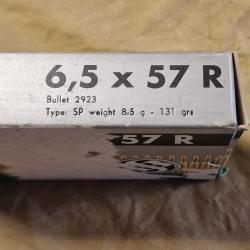 6,5 x 57 R
Bullet 2923
Type: SP weight 8.5 g - 131 grs
57 R